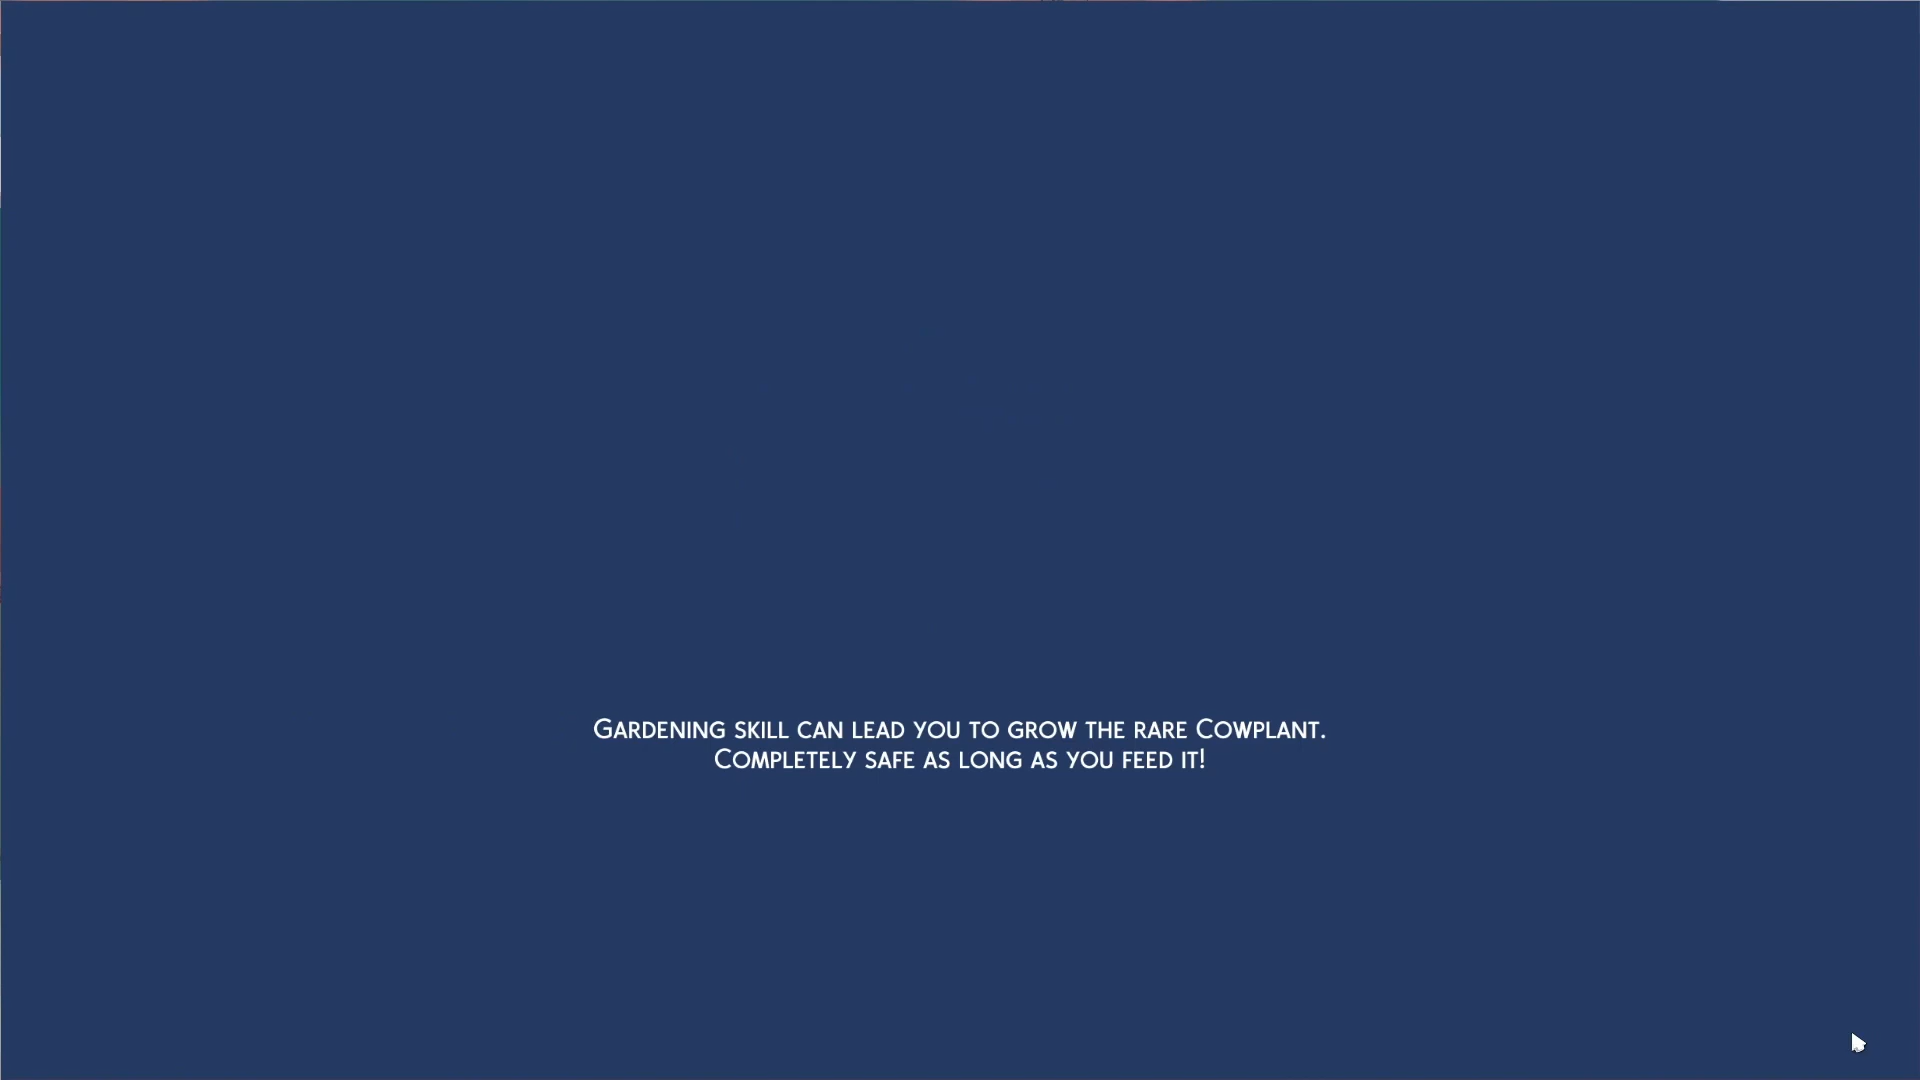 Gardening skill can lead you to grow the rare Cowplant.
Completely safe as long as you feed it!